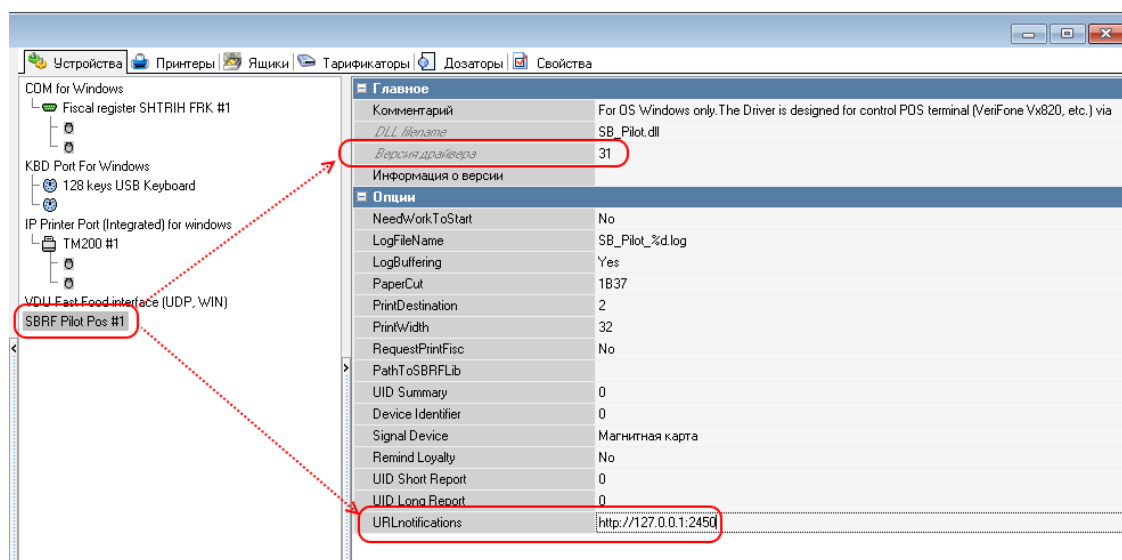 Устройства Принтеры Ящики Тарификаторы Дозаторы Свойства
COM for Windows
Fiscal register SHTRIH FRK #1
KBD Port For Windows
128 keys USB Keyboard
IP Printer Port (Integrated) for windows
TM200 #1
VDU Fast Food interface (UDP, WIN)
SBRF Pilot Pos #1
Главное
Комментарий For OS Windows only.The Driver is designed for control POS terminal (VeriFone Vx820, etc.) via
DLL filename SB_Pilot.dll
Версия драйвера 31
Информация о версии
Опции
NeedWorkToStart No
LogFileName SB_Pilot_%d.log
LogBuffering Yes
PaperCut 1B37
PrintDestination 2
PrintWidth 32
RequestPrintFisc No
PathToSBRFLib
UID Summary 0
Device Identifier 0
Signal Device Магнитная карта
Remind Loyalty No
UID Short Report 0
UID Long Report 0
URLnotifications http://127.0.0.1:2450